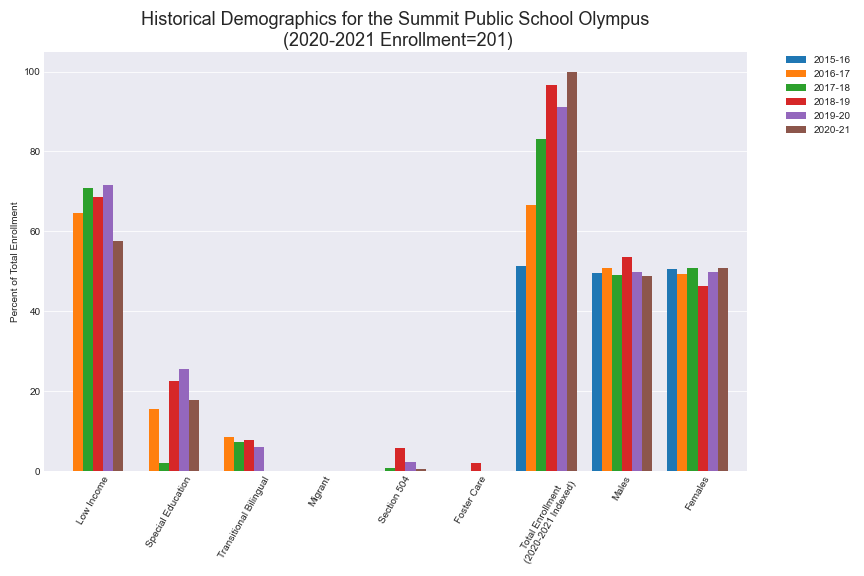 Historical Demographics for the Summit Public School Olympus
(2020-2021 Enrollment=201)
2015-16
2016-17
2017-18
2018-19
2019-20
2020-21
Percent of Total Enrollment
100
80
60
40
20
0
Low Income
Special Education
Transitional Bilingual
Migrant
Section 504
Foster Care
Total Enrollment
(2020-2021 Indexed)
Males
Females